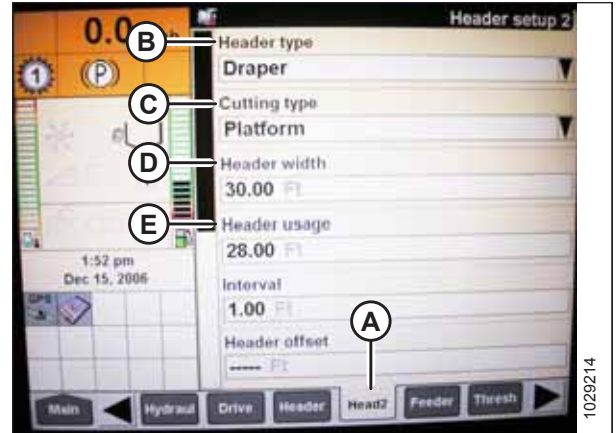 Header setup 2
0.0
B
Header type
Draper
1
(P)
C
Cutting type
Platform
D
Header width
30.00 Ft
E
Header usage
28.00 Ft
1:52 pm
Dec 15, 2006
GPS
Interval
1.00 Ft
A
Header offset
----- Ft
Main
Hydraul
Drive
Header
Head2
Feeder
Thresh
1029214